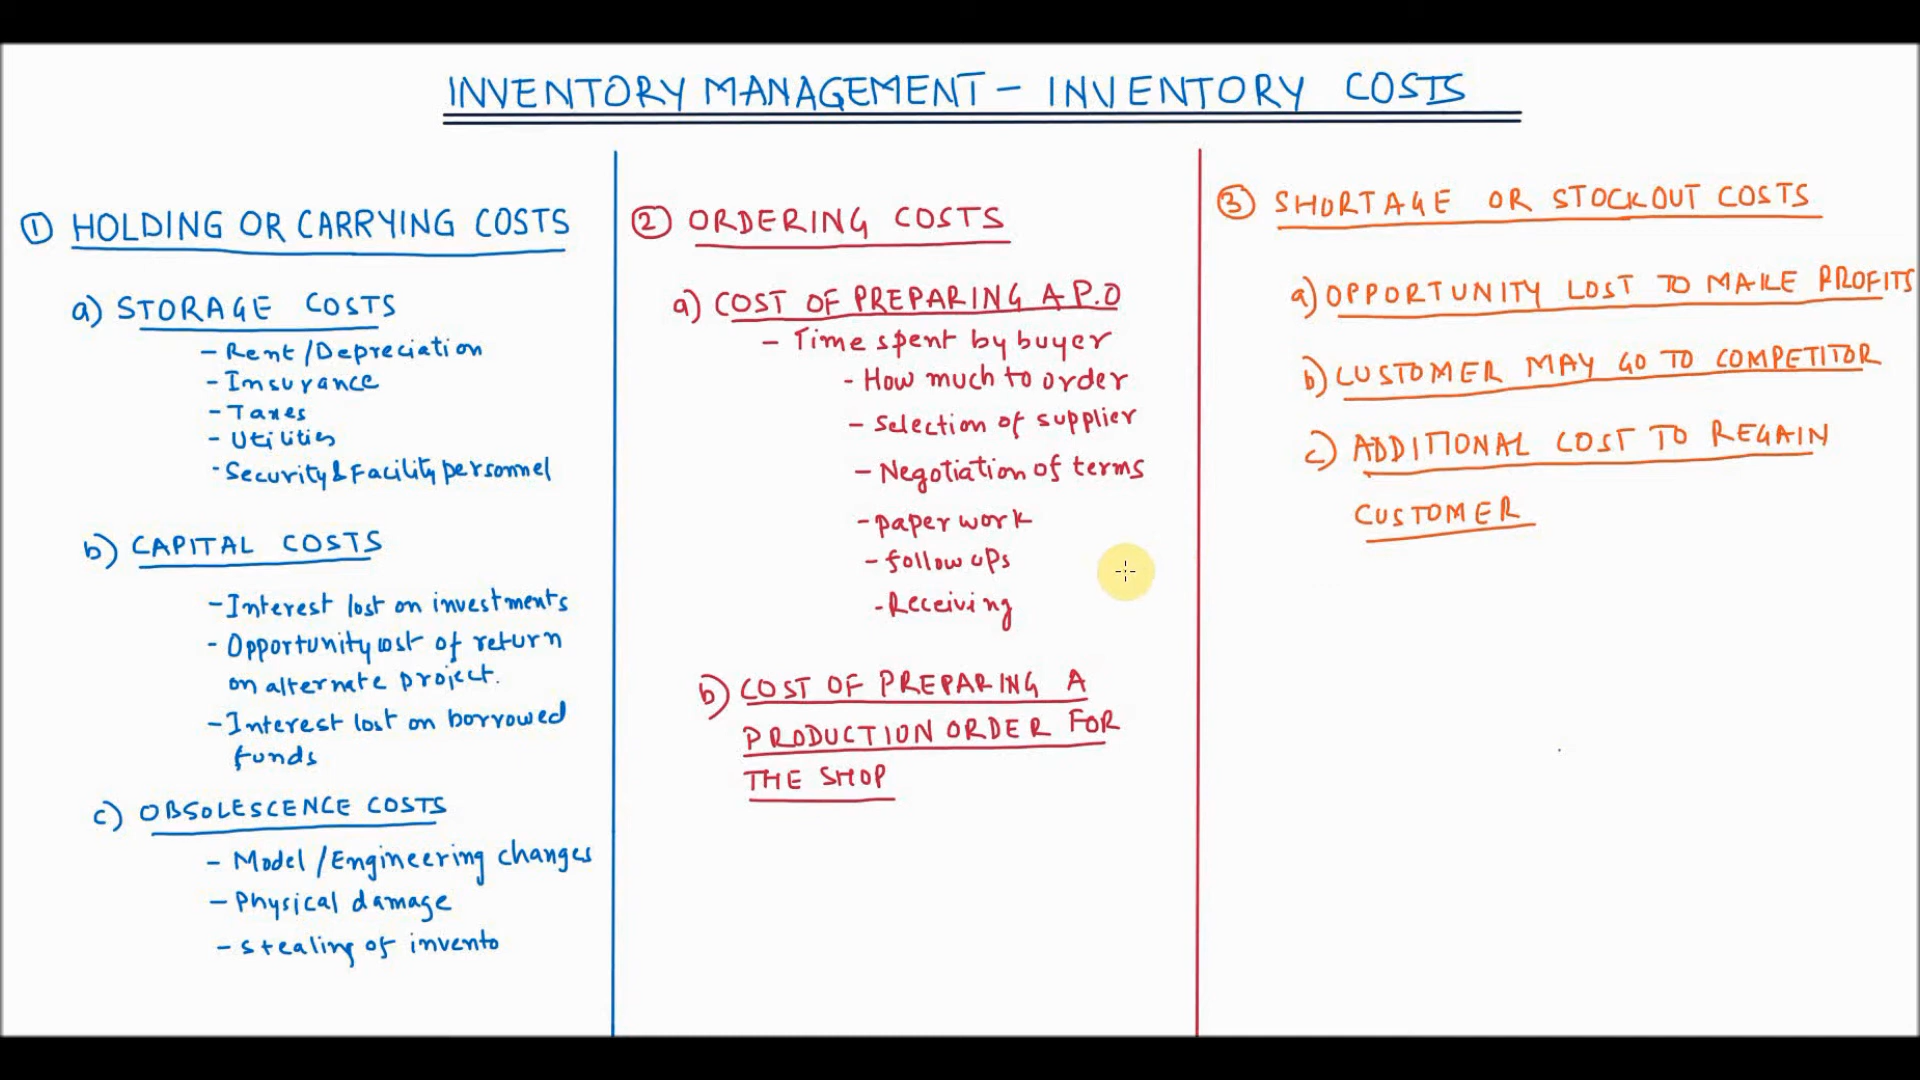 INVENTORY MANAGEMENT - INVENTORY COSTS
① HOLDING OR CARRYING COSTS
a) STORAGE COSTS
- Rent/Depreciation
- Insurance
- Taxes
- Utilities
- Security & Facility personnel
b) CAPITAL COSTS
- Interest lost on investments
- Opportunity cost of return
on alternate project.
- Interest lost on borrowed
funds
c) OBSOLESCENCE COSTS
- Model/Engineering changes
- Physical damage
- stealing of invento
② ORDERING COSTS
a) COST OF PREPARING A P.O
- Time spent by buyer
- How much to order
- Selection of supplier
- Negotiation of terms
- paper work
- follow ups
- Receiving
b) COST OF PREPARING A
PRODUCTION ORDER FOR
THE SHOP
③ SHORTAGE OR STOCKOUT COSTS
a) OPPORTUNITY LOST TO MAKE PROFITS
b) CUSTOMER MAY GO TO COMPETITOR
c) ADDITIONAL COST TO REGAIN
CUSTOMER